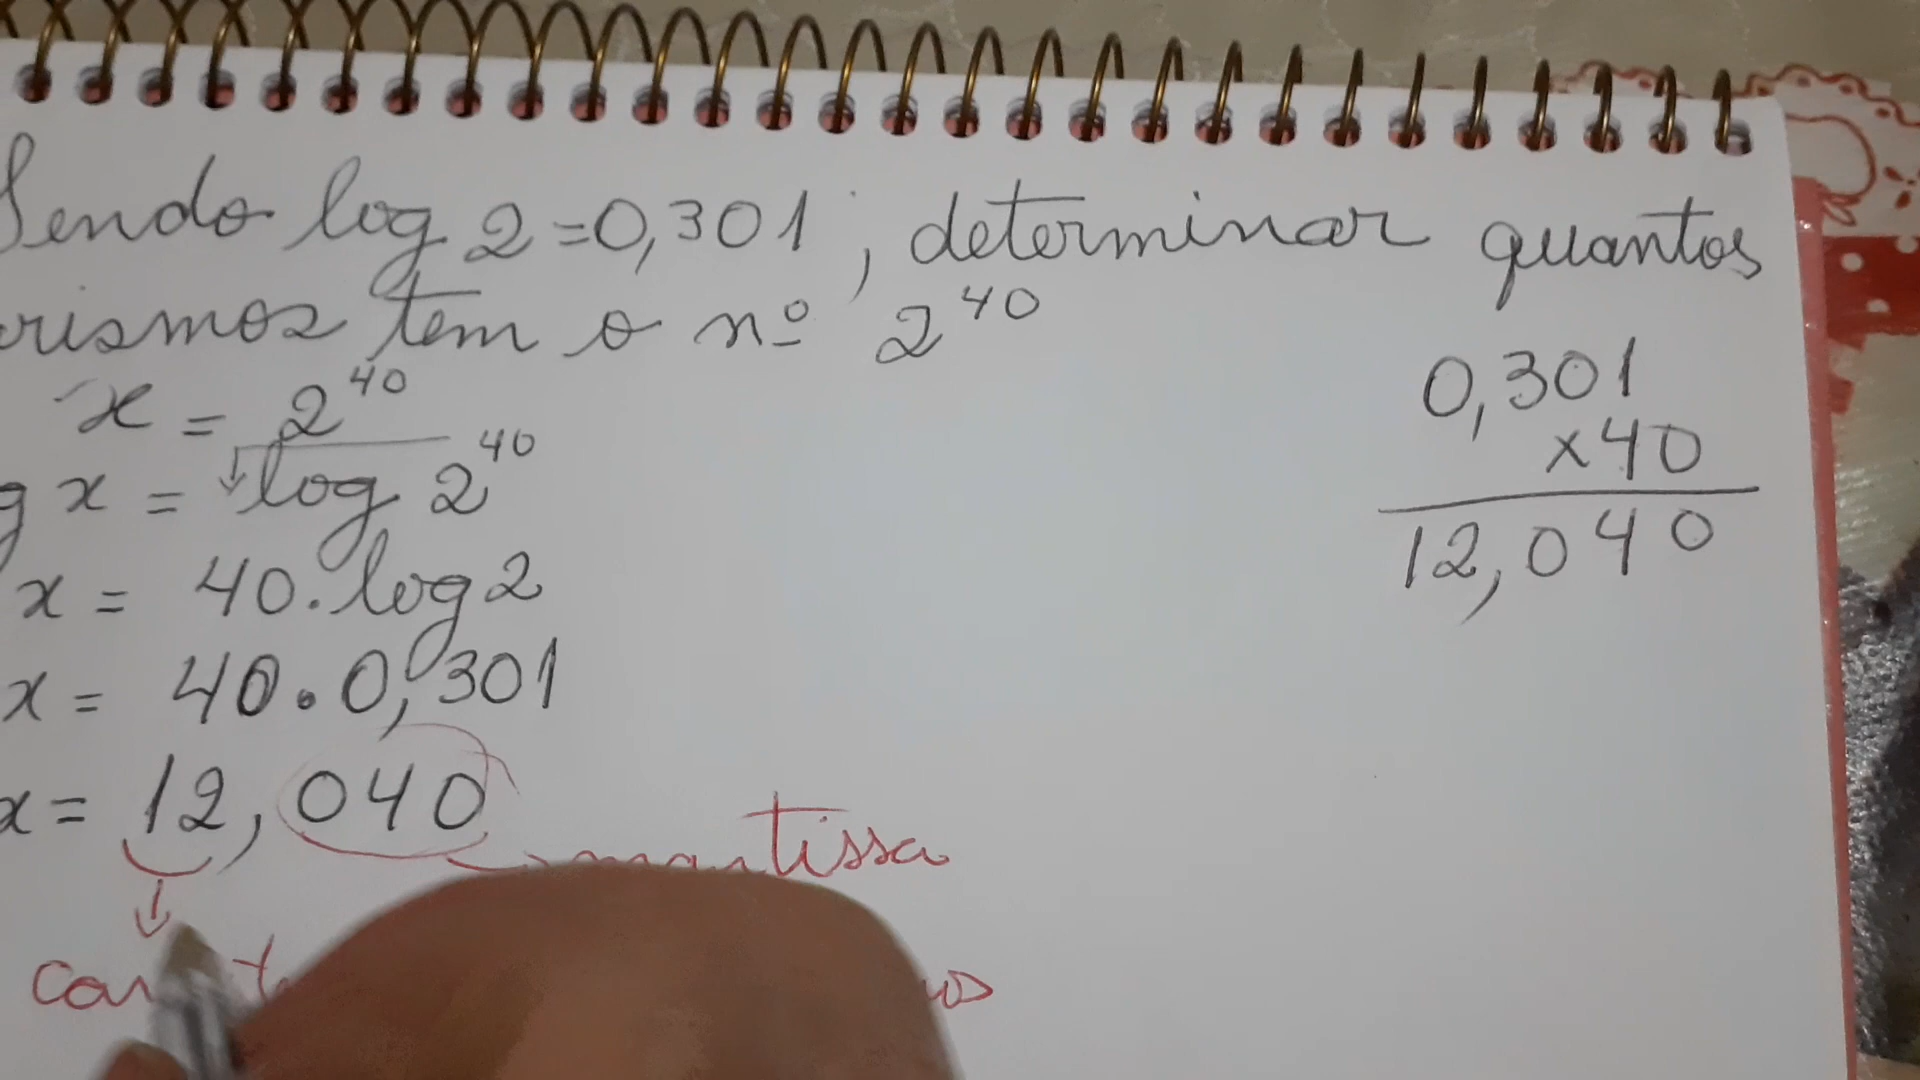 Sendo log 2 = 0,301, determinar quantos
rismos tem o nº 2⁴⁰
x = 2⁴⁰
g x = log 2⁴⁰
x = 40.log 2
x = 40.0,301
x = 12,040
mantissa
0,301
x40
12,040